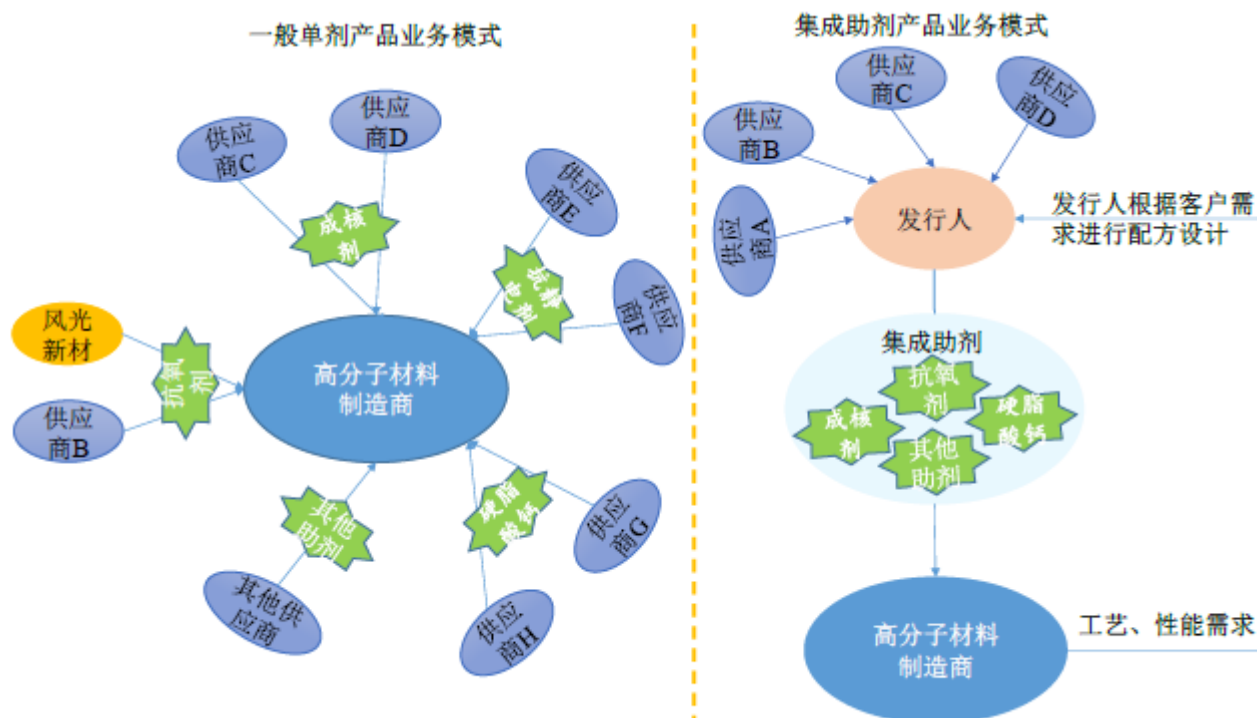 一般单剂产品业务模式
供应
商C
供应
商D
成核
剂
供应
商E
抗静
电剂
供应
商F
风光
新材
抗氧
剂
供应
商B
高分子材料
制造商
其他
助剂
其他供
应商
硬脂
酸钙
供应
商G
供应
商H
集成助剂产品业务模式
供应
商C
供应
商D
供应
商B
供应
商A
发行人
发行人根据客户需
求进行配方设计
集成助剂
抗氧
剂
成核
剂
硬脂
酸钙
其他
助剂
高分子材料
制造商
工艺、性能需求